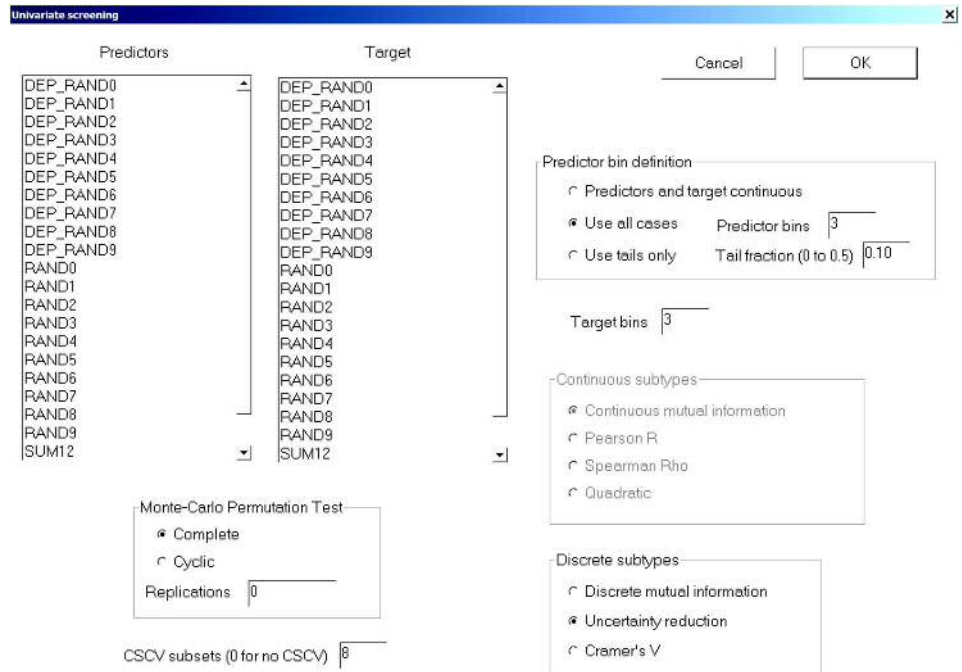 Univariate screening
Predictors
Target
DEP_RAND0
DEP_RAND1
DEP_RAND2
DEP_RAND3
DEP_RAND4
DEP_RAND5
DEP_RAND6
DEP_RAND7
DEP_RAND8
DEP_RAND9
RAND0
RAND1
RAND2
RAND3
RAND4
RAND5
RAND6
RAND7
RAND8
RAND9
SUM12
DEP_RAND0
DEP_RAND1
DEP_RAND2
DEP_RAND3
DEP_RAND4
DEP_RAND5
DEP_RAND6
DEP_RAND7
DEP_RAND8
DEP_RAND9
RAND0
RAND1
RAND2
RAND3
RAND4
RAND5
RAND6
RAND7
RAND8
RAND9
SUM12
Cancel
OK
Predictor bin definition
Predictors and target continuous
Use all cases Predictor bins 3
Use tails only Tail fraction (0 to 0.5) 0.10
Target bins 3
Continuous subtypes
Continuous mutual information
Pearson R
Spearman Rho
Quadratic
Monte-Carlo Permutation Test
Complete
Cyclic
Replications 0
CSCV subsets (0 for no CSCV) 8
Discrete subtypes
Discrete mutual information
Uncertainty reduction
Cramer's V